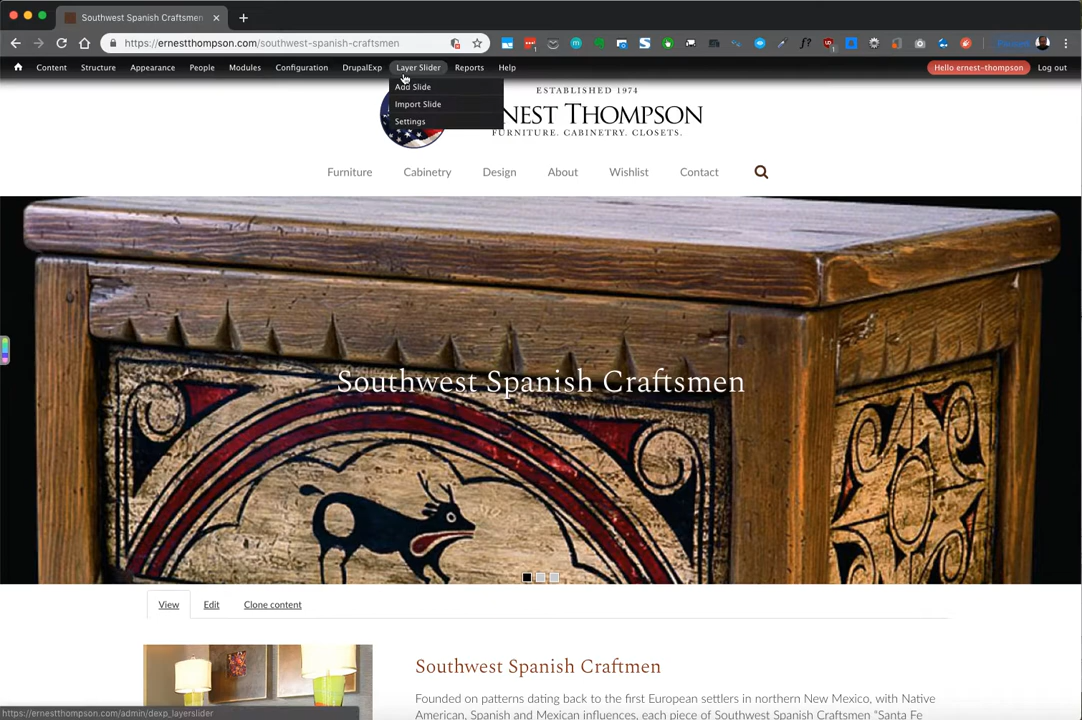 Southwest Spanish Craftsmen
https://ernestthompson.com/southwest-spanish-craftsmen
Content Structure Appearance People Modules Configuration DrupalExp Layer Slider Reports Help Hello ernest-thompson Log out
Add Slide
Import Slide
Settings
ESTABLISHED 1974
NEST THOMPSON
FURNITURE. CABINETRY. CLOSETS.
Furniture Cabinetry Design About Wishlist Contact
Southwest Spanish Craftsmen
View Edit Clone content
Southwest Spanish Craftmen
Founded on patterns dating back to the first European settlers in northern New Mexico, with Native
American, Spanish and Mexican influences, each piece of Southwest Spanish Craftsmen "Santa Fe
https://ernestthompson.com/admin/dexp_layerslider